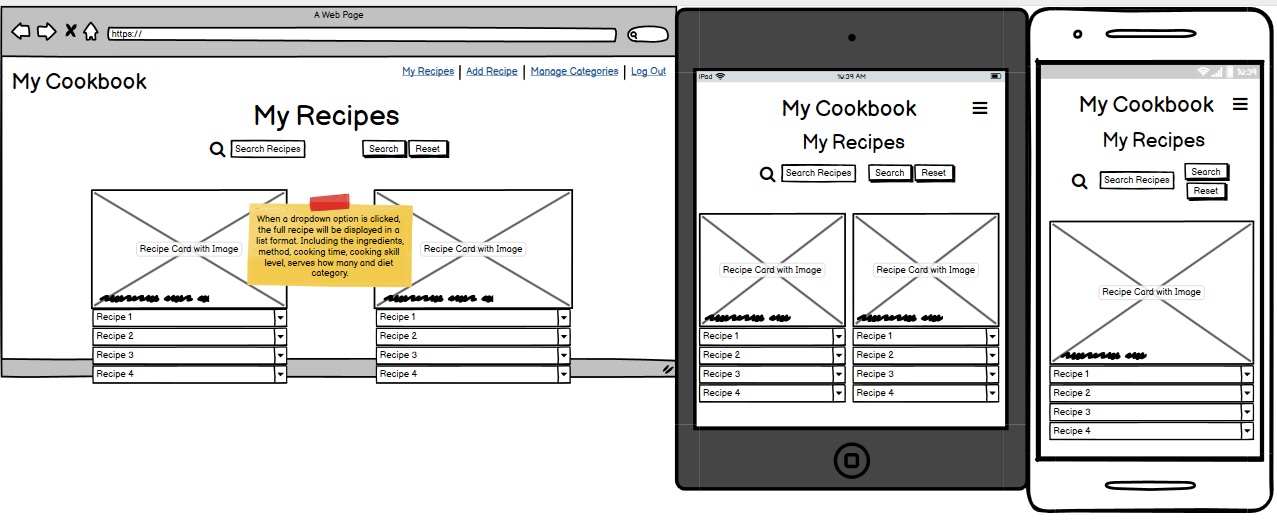 A Web Page
https://
My Cookbook
My Recipes Add Recipe Manage Categories Log Out
My Recipes
Search Recipes Search Reset
Recipe Card with Image
When a dropdown option is clicked,
the full recipe will be displayed in a
list format. Including the ingredients,
method, cooking time, cooking skill
level, serves how many and diet
category.
Recipe Card with Image
Recipe 1
Recipe 2
Recipe 3
Recipe 4
Recipe 1
Recipe 2
Recipe 3
Recipe 4
iPad 10:39 AM
My Cookbook
My Recipes
Search Recipes Search Reset
Recipe Card with Image
Recipe 1
Recipe 2
Recipe 3
Recipe 4
Recipe Card with Image
Recipe 1
Recipe 2
Recipe 3
Recipe 4
10:39
My Cookbook
My Recipes
Search Recipes
Search
Reset
Recipe Card with Image
Recipe 1
Recipe 2
Recipe 3
Recipe 4